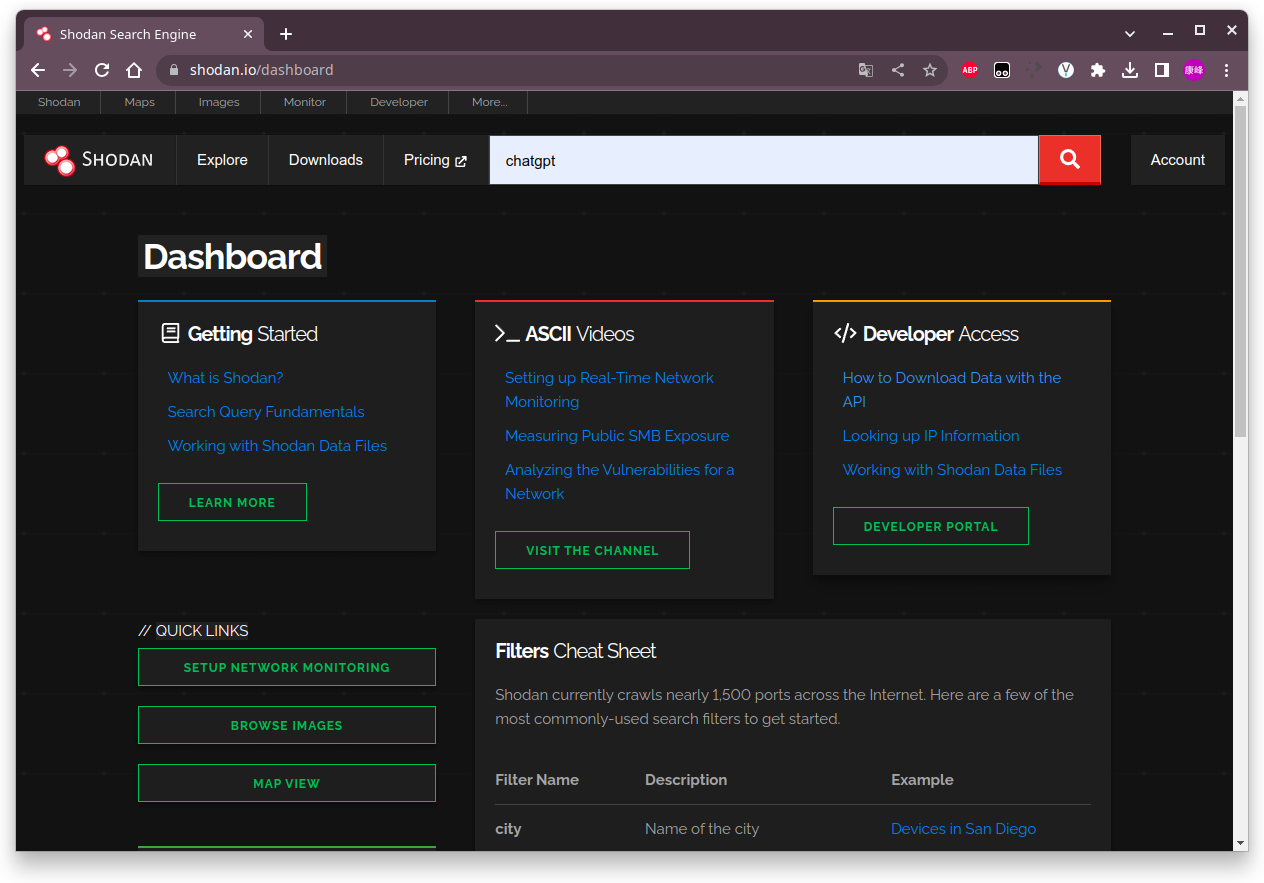 Shodan Search Engine
shodan.io/dashboard
ABP
康峰
Shodan Maps Images Monitor Developer More...
SHODAN Explore Downloads Pricing chatgpt Account
Dashboard
Getting Started
What is Shodan?
Search Query Fundamentals
Working with Shodan Data Files
LEARN MORE
ASCII Videos
Setting up Real-Time Network
Monitoring
Measuring Public SMB Exposure
Analyzing the Vulnerabilities for a
Network
VISIT THE CHANNEL
Developer Access
How to Download Data with the
API
Looking up IP Information
Working with Shodan Data Files
DEVELOPER PORTAL
// QUICK LINKS
SETUP NETWORK MONITORING
BROWSE IMAGES
MAP VIEW
Filters Cheat Sheet
Shodan currently crawls nearly 1,500 ports across the Internet. Here are a few of the
most commonly-used search filters to get started.
Filter Name Description Example
city Name of the city Devices in San Diego